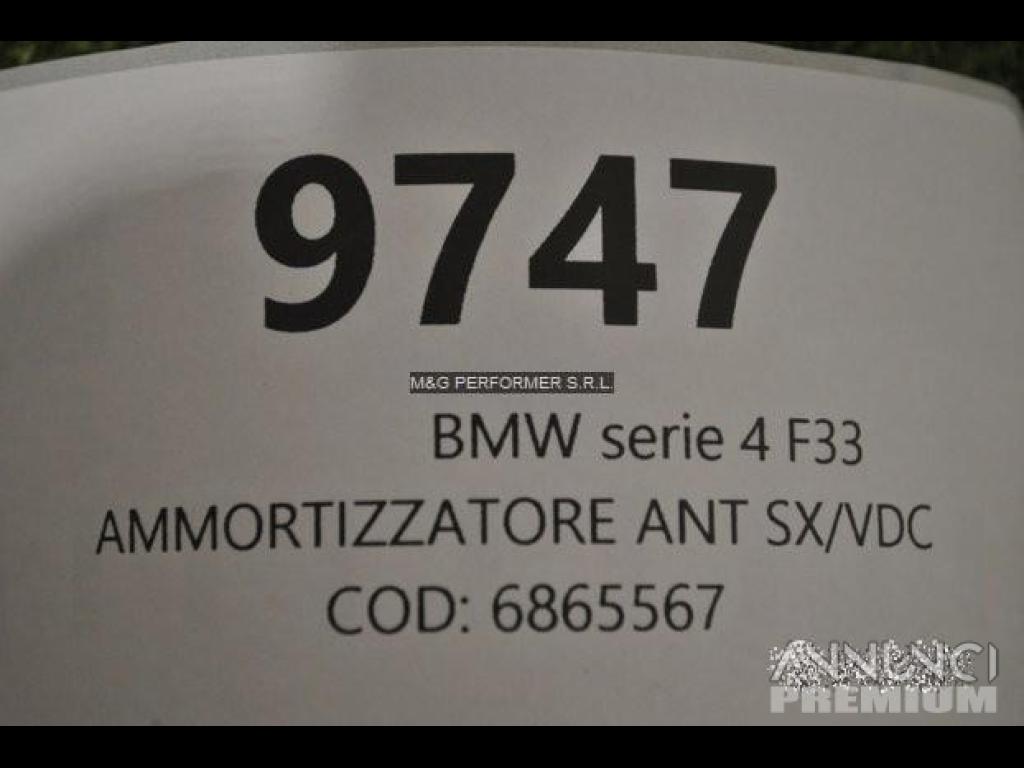 9747
M&G PERFORMER S.R.L.
BMW serie 4 F33
AMMORTIZZATORE ANT SX/VDC
COD: 6865567
ANNUNCI
PREMIUM